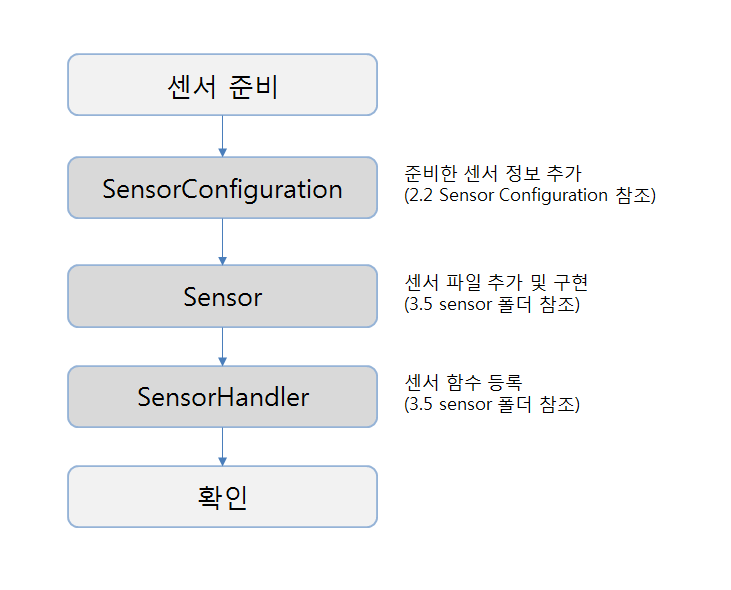 센서 준비
SensorConfiguration
준비한 센서 정보 추가
(2.2 Sensor Configuration 참조)
Sensor
센서 파일 추가 및 구현
(3.5 sensor 폴더 참조)
SensorHandler
센서 함수 등록
(3.5 sensor 폴더 참조)
확인